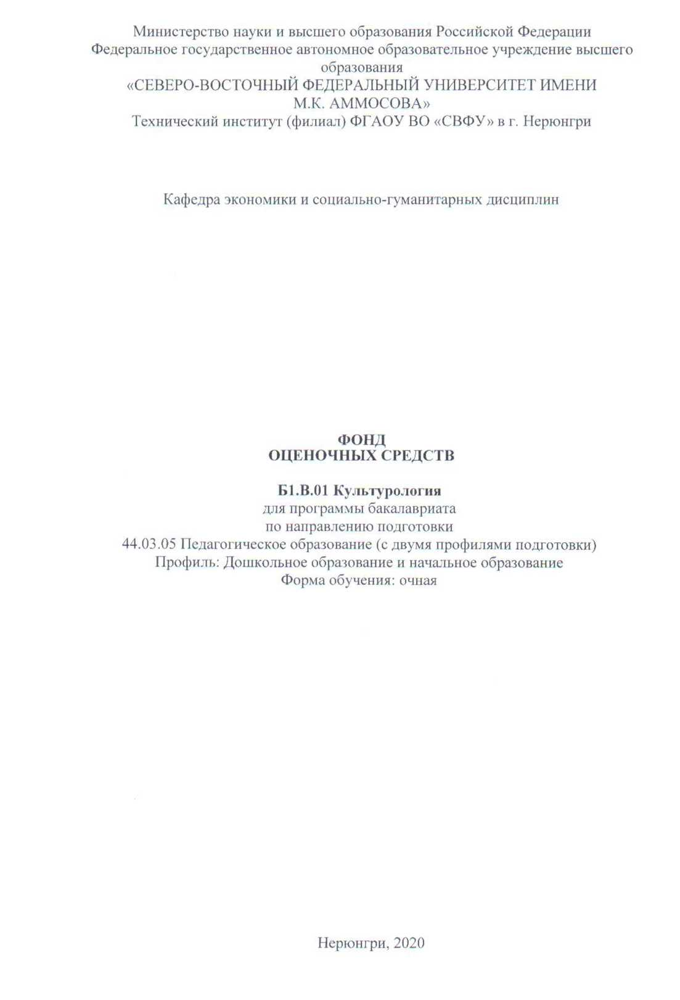 Министерство науки и высшего образования Российской Федерации
Федеральное государственное автономное образовательное учреждение высшего
образования
«СЕВЕРО-ВОСТОЧНЫЙ ФЕДЕРАЛЬНЫЙ УНИВЕРСИТЕТ ИМЕНИ
М.К. АММОСОВА»
Технический институт (филиал) ФГАОУ ВО «СВФУ» в г. Нерюнгри
Кафедра экономики и социально-гуманитарных дисциплин
ФОНД
ОЦЕНОЧНЫХ СРЕДСТВ
Б1.В.01 Культурология
для программы бакалавриата
по направлению подготовки
44.03.05 Педагогическое образование (с двумя профилями подготовки)
Профиль: Дошкольное образование и начальное образование
Форма обучения: очная
Нерюнгри, 2020